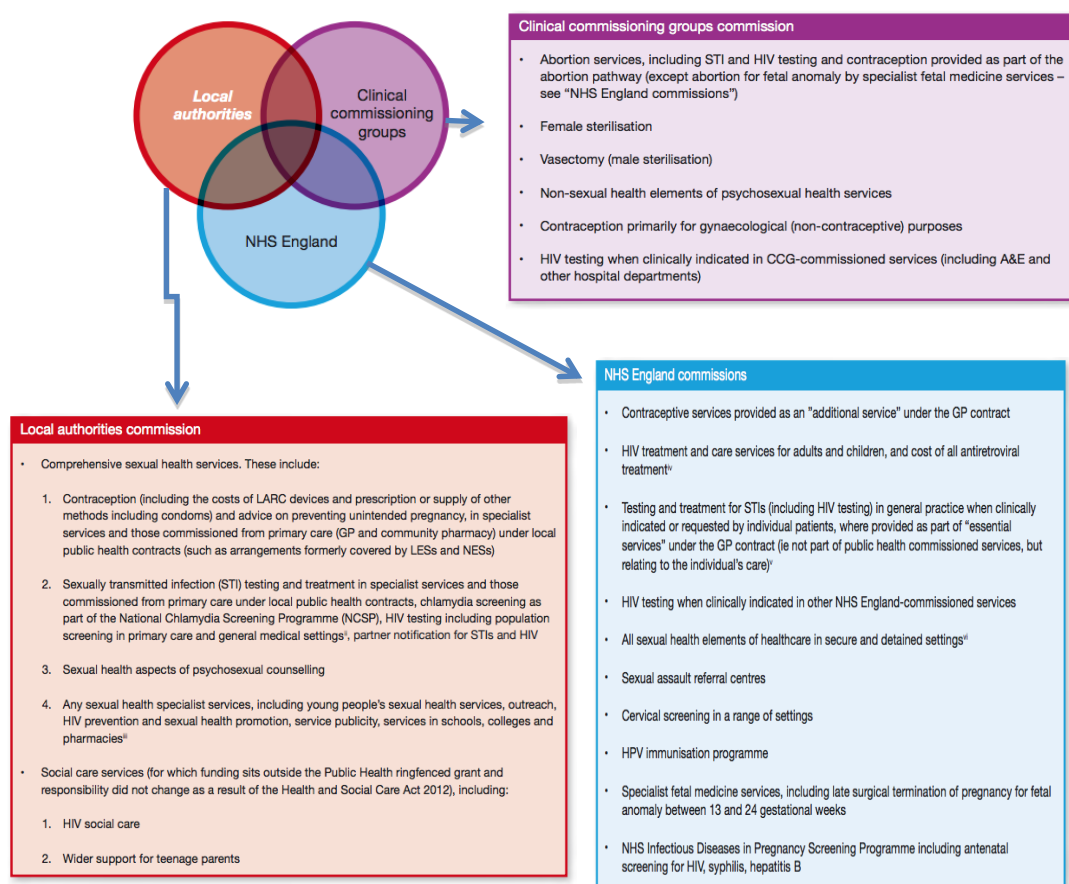 Local
authorities
Clinical
commissioning
groups
NHS England
Clinical commissioning groups commission
• Abortion services, including STI and HIV testing and contraception provided as part of the
abortion pathway (except abortion for fetal anomaly by specialist fetal medicine services –
see “NHS England commissions”)
• Female sterilisation
• Vasectomy (male sterilisation)
• Non-sexual health elements of psychosexual health services
• Contraception primarily for gynaecological (non-contraceptive) purposes
• HIV testing when clinically indicated in CCG-commissioned services (including A&E and
other hospital departments)
Local authorities commission
• Comprehensive sexual health services. These include:
1. Contraception (including the costs of LARC devices and prescription or supply of other
methods including condoms) and advice on preventing unintended pregnancy, in specialist
services and those commissioned from primary care (GP and community pharmacy) under local
public health contracts (such as arrangements formerly covered by LESs and NESs)
2. Sexually transmitted infection (STI) testing and treatment in specialist services and those
commissioned from primary care under local public health contracts, chlamydia screening as
part of the National Chlamydia Screening Programme (NCSP), HIV testing including population
screening in primary care and general medical settingsⁱⁱ, partner notification for STIs and HIV
3. Sexual health aspects of psychosexual counselling
4. Any sexual health specialist services, including young people’s sexual health services, outreach,
HIV prevention and sexual health promotion, service publicity, services in schools, colleges and
pharmaciesⁱⁱⁱ
• Social care services (for which funding sits outside the Public Health ringfenced grant and
responsibility did not change as a result of the Health and Social Care Act 2012), including:
1. HIV social care
2. Wider support for teenage parents
NHS England commissions
• Contraceptive services provided as an "additional service" under the GP contract
• HIV treatment and care services for adults and children, and cost of all antiretroviral
treatmentⁱᵛ
• Testing and treatment for STIs (including HIV testing) in general practice when clinically
indicated or requested by individual patients, where provided as part of “essential
services” under the GP contract (ie not part of public health commissioned services, but
relating to the individual’s care)ᵛ
• HIV testing when clinically indicated in other NHS England-commissioned services
• All sexual health elements of healthcare in secure and detained settingsᵛⁱ
• Sexual assault referral centres
• Cervical screening in a range of settings
• HPV immunisation programme
• Specialist fetal medicine services, including late surgical termination of pregnancy for fetal
anomaly between 13 and 24 gestational weeks
• NHS Infectious Diseases in Pregnancy Screening Programme including antenatal
screening for HIV, syphilis, hepatitis B